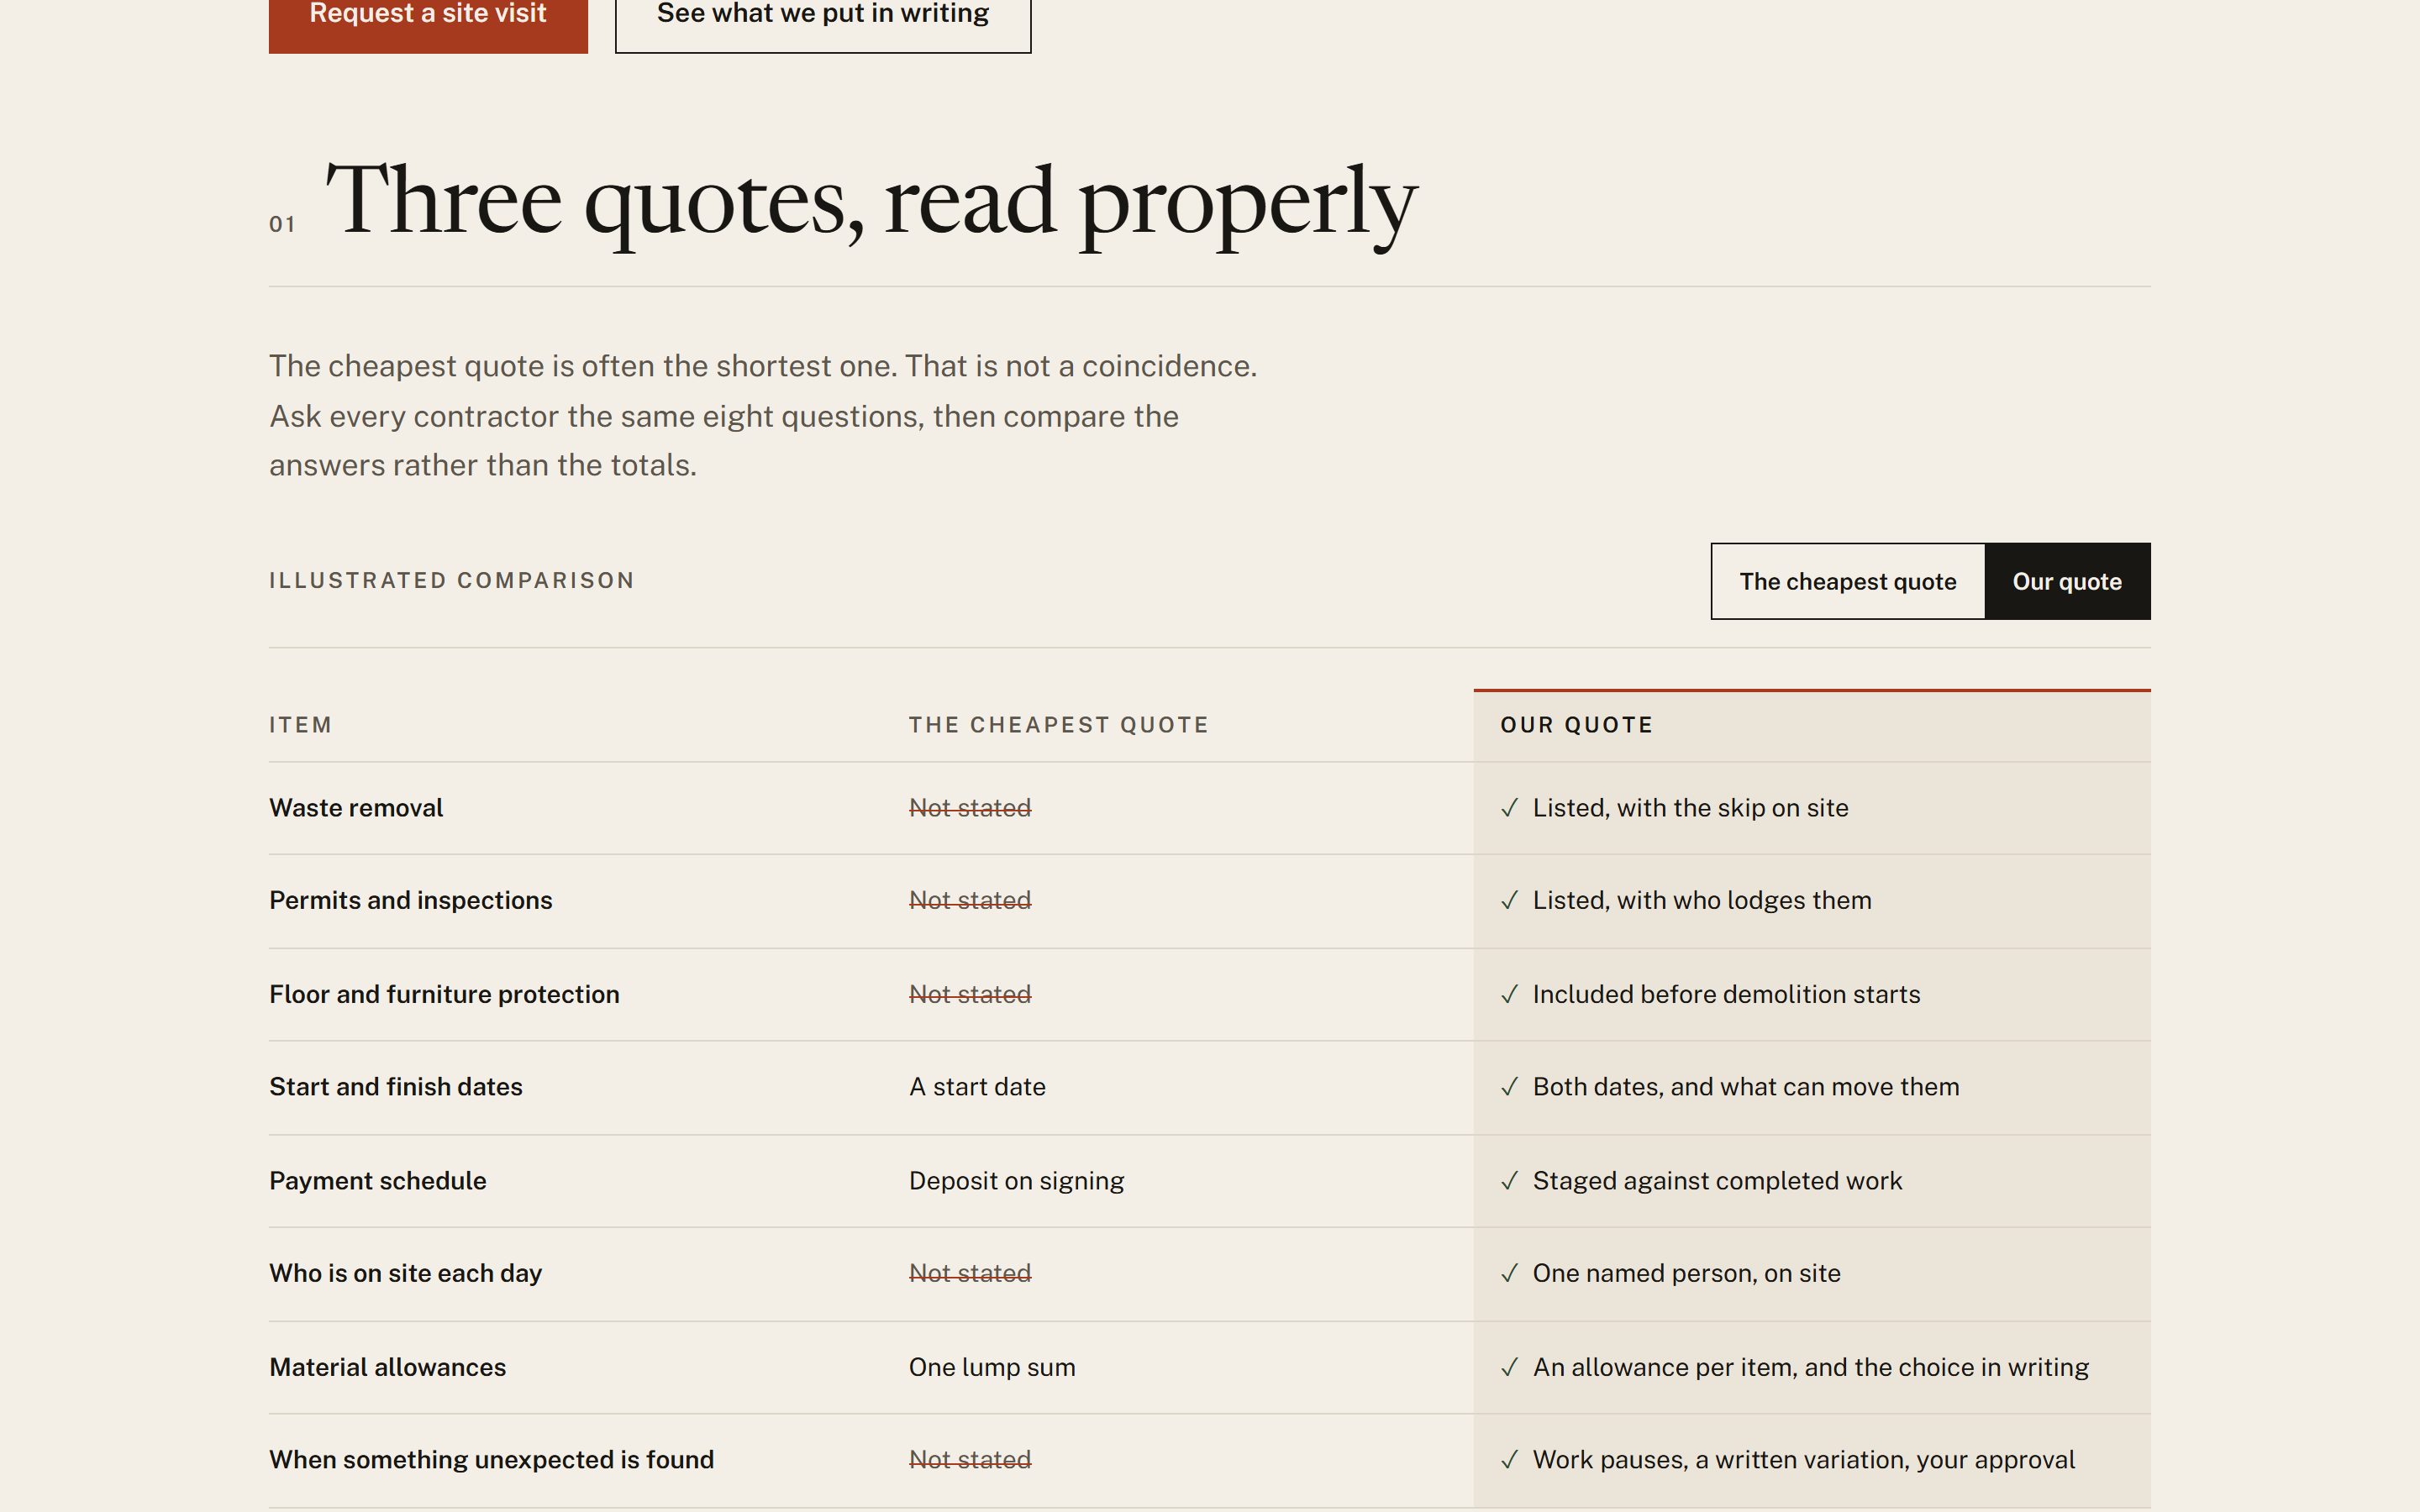 Request a site visit
See what we put in writing
01 Three quotes, read properly
The cheapest quote is often the shortest one. That is not a coincidence.
Ask every contractor the same eight questions, then compare the
answers rather than the totals.
ILLUSTRATED COMPARISON
The cheapest quote
Our quote
ITEM THE CHEAPEST QUOTE OUR QUOTE
Waste removal Not stated ✓ Listed, with the skip on site
Permits and inspections Not stated ✓ Listed, with who lodges them
Floor and furniture protection Not stated ✓ Included before demolition starts
Start and finish dates A start date ✓ Both dates, and what can move them
Payment schedule Deposit on signing ✓ Staged against completed work
Who is on site each day Not stated ✓ One named person, on site
Material allowances One lump sum ✓ An allowance per item, and the choice in writing
When something unexpected is found Not stated ✓ Work pauses, a written variation, your approval